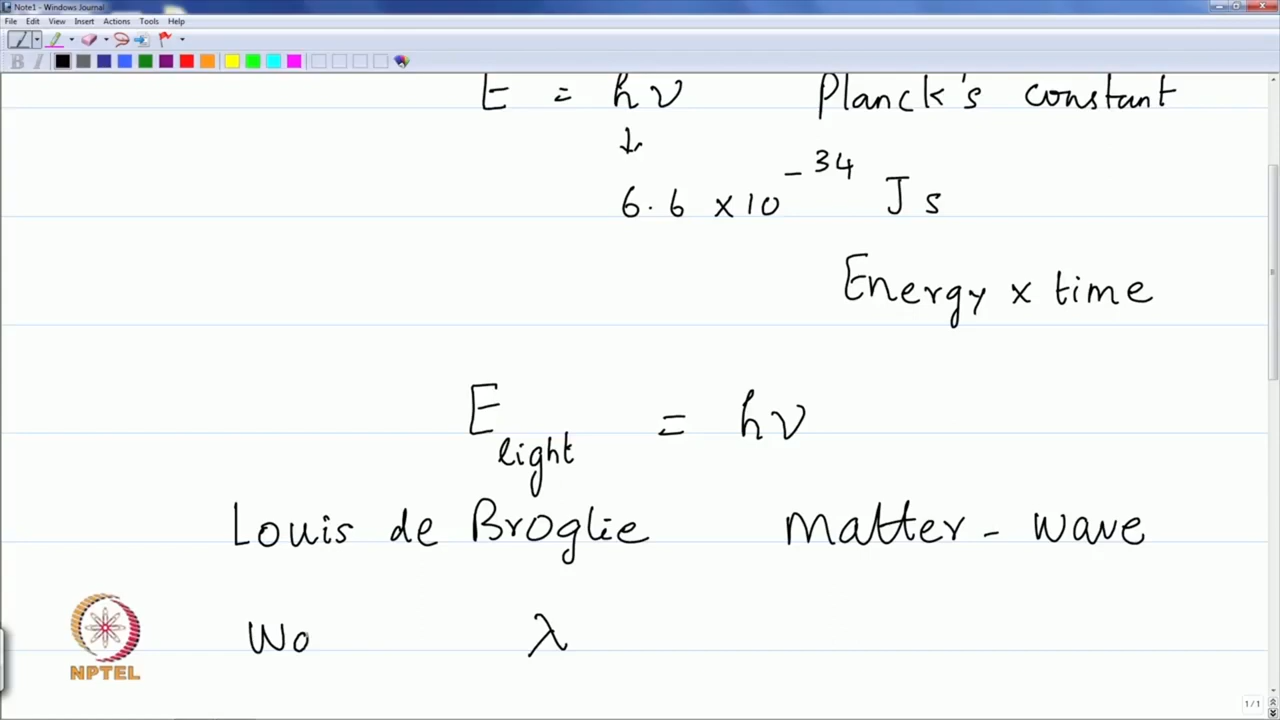 Note1 - Windows Journal
File Edit View Insert Actions Tools Help
B I
E = hν Planck's constant
↓
6.6 × 10⁻³⁴ J s
Energy × time
E_light = hν
Louis de Broglie matter - wave
Wo λ
NPTEL
1/1